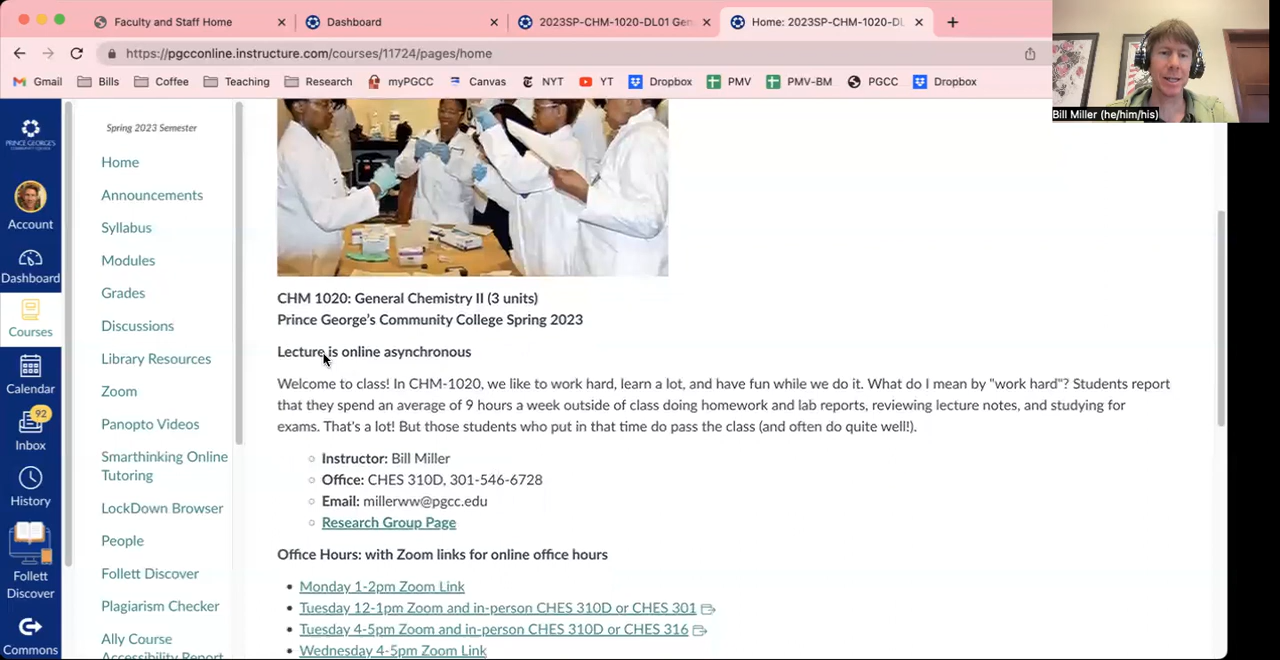 Faculty and Staff Home
Dashboard
2023SP-CHM-1020-DL01 Gen
Home: 2023SP-CHM-1020-DL
https://pgcconline.instructure.com/courses/11724/pages/home
Gmail Bills Coffee Teaching Research myPGCC Canvas NYT YT Dropbox PMV PMV-BM PGCC Dropbox
Bill Miller (he/him/his)
PRINCE GEORGE'S
COMMUNITY COLLEGE
Account
Dashboard
Courses
Calendar
92
Inbox
History
Follett
Discover
Commons
Spring 2023 Semester
Home
Announcements
Syllabus
Modules
Grades
Discussions
Library Resources
Zoom
Panopto Videos
Smarthinking Online
Tutoring
LockDown Browser
People
Follett Discover
Plagiarism Checker
Ally Course
Accessibility Report
CHM 1020: General Chemistry II (3 units)
Prince George's Community College Spring 2023
Lecture is online asynchronous
Welcome to class! In CHM-1020, we like to work hard, learn a lot, and have fun while we do it. What do I mean by "work hard"? Students report
that they spend an average of 9 hours a week outside of class doing homework and lab reports, reviewing lecture notes, and studying for
exams. That's a lot! But those students who put in that time do pass the class (and often do quite well!).
Instructor: Bill Miller
Office: CHES 310D, 301-546-6728
Email: millerww@pgcc.edu
Research Group Page
Office Hours: with Zoom links for online office hours
Monday 1-2pm Zoom Link
Tuesday 12-1pm Zoom and in-person CHES 310D or CHES 301
Tuesday 4-5pm Zoom and in-person CHES 310D or CHES 316
Wednesday 4-5pm Zoom Link